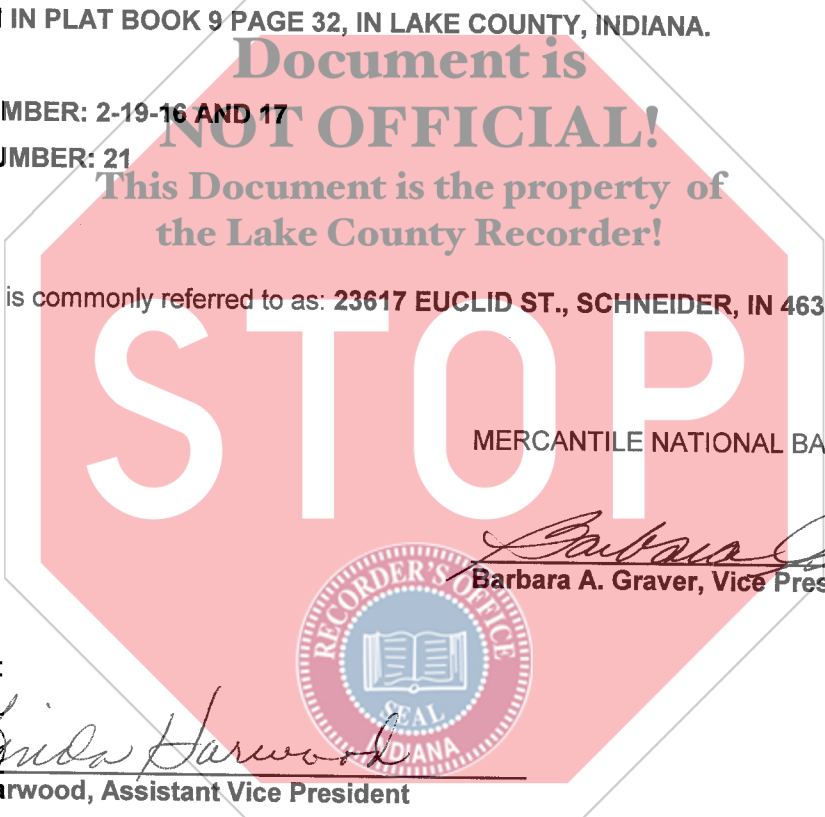 IN PLAT BOOK 9 PAGE 32, IN LAKE COUNTY, INDIANA.
Document is
MBER: 2-19-16 AND 17
NOT OFFICIAL!
UMBER: 21
This Document is the property of
the Lake County Recorder!
is commonly referred to as: 23617 EUCLID ST., SCHNEIDER, IN 463
STOP
MERCANTILE NATIONAL BA
Barbara
Barbara A. Graver, Vice Pres
RECORDER'S OFFICE
SEAL
INDIANA
Harwood
arwood, Assistant Vice President